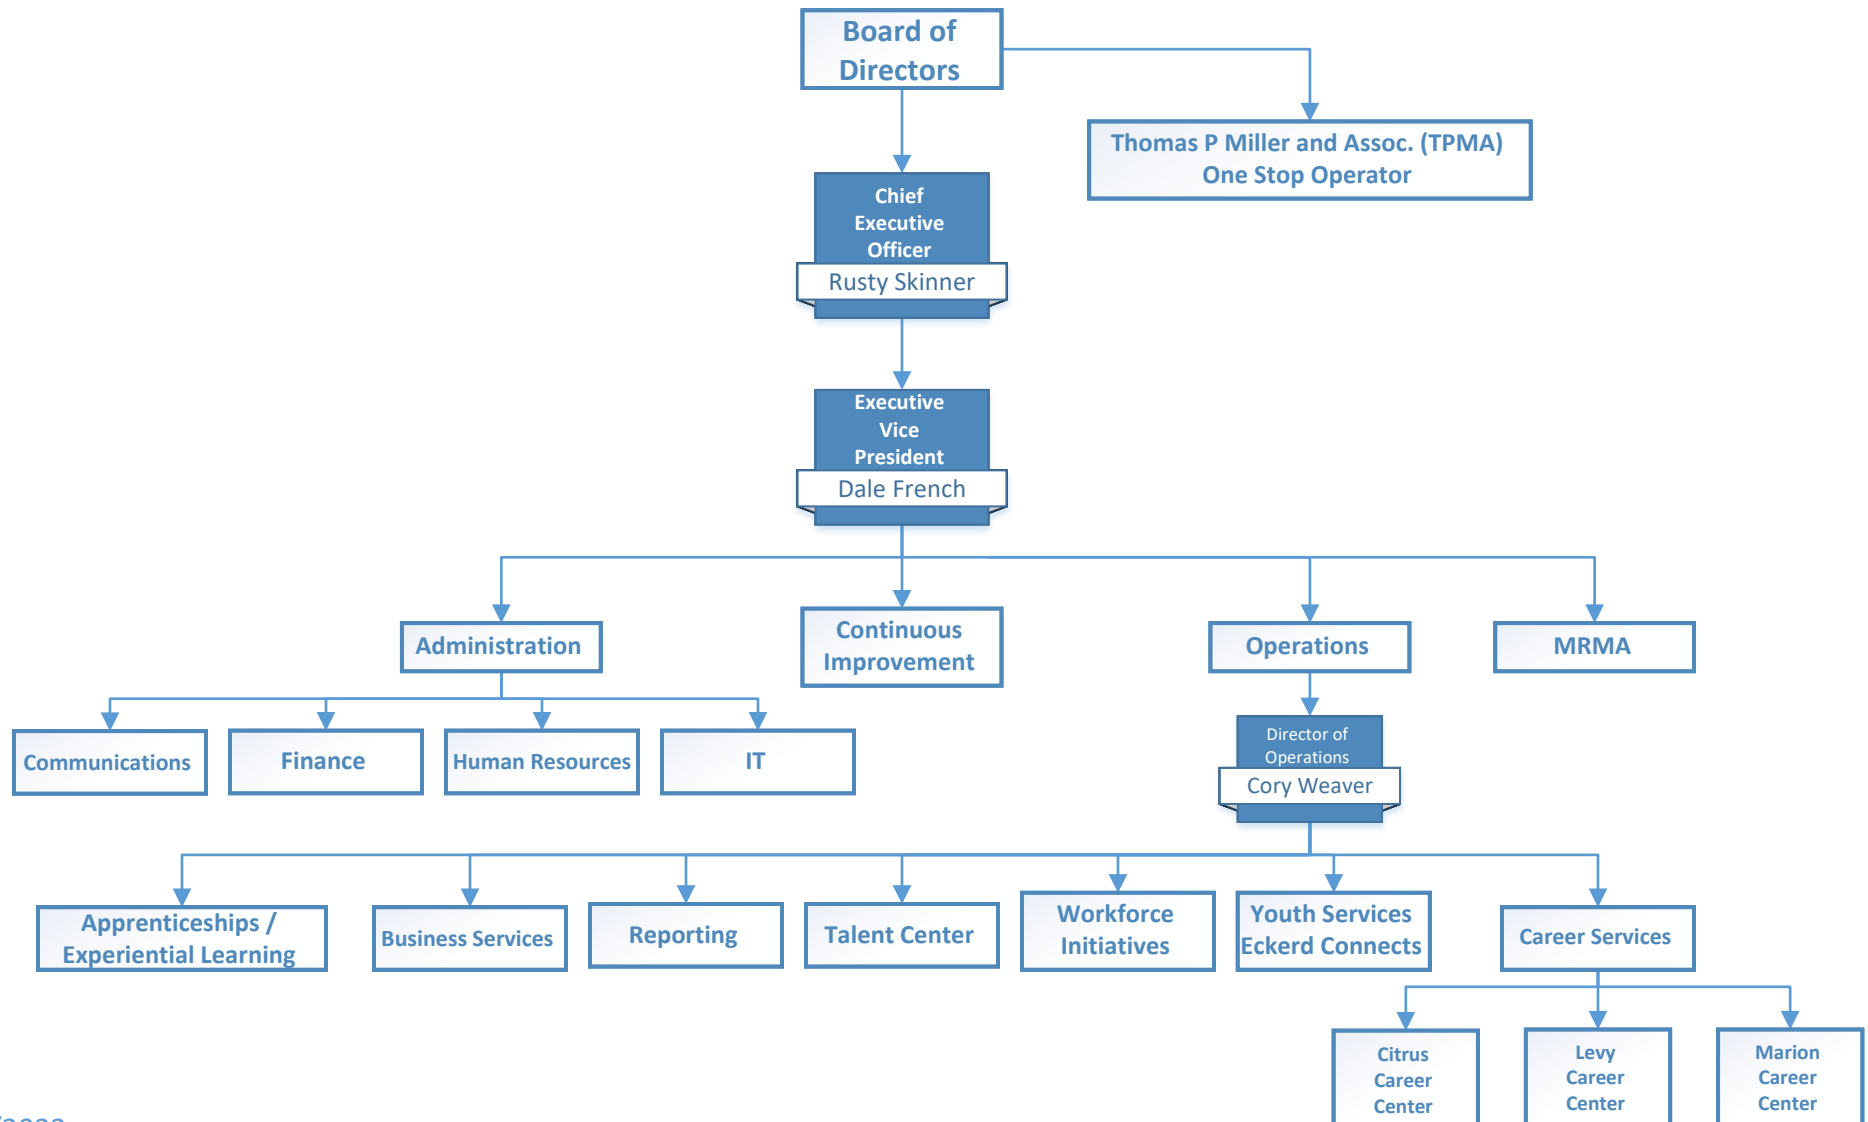 Board of
Directors
Thomas P Miller and Assoc. (TPMA)
One Stop Operator
Chief
Executive
Officer
Rusty Skinner
Executive
Vice
President
Dale French
Administration
Continuous
Improvement
Operations
MRMA
Communications
Finance
Human Resources
IT
Director of
Operations
Cory Weaver
Apprenticeships /
Experiential Learning
Business Services
Reporting
Talent Center
Workforce
Initiatives
Youth Services
Eckerd Connects
Career Services
Citrus
Career
Center
Levy
Career
Center
Marion
Career
Center